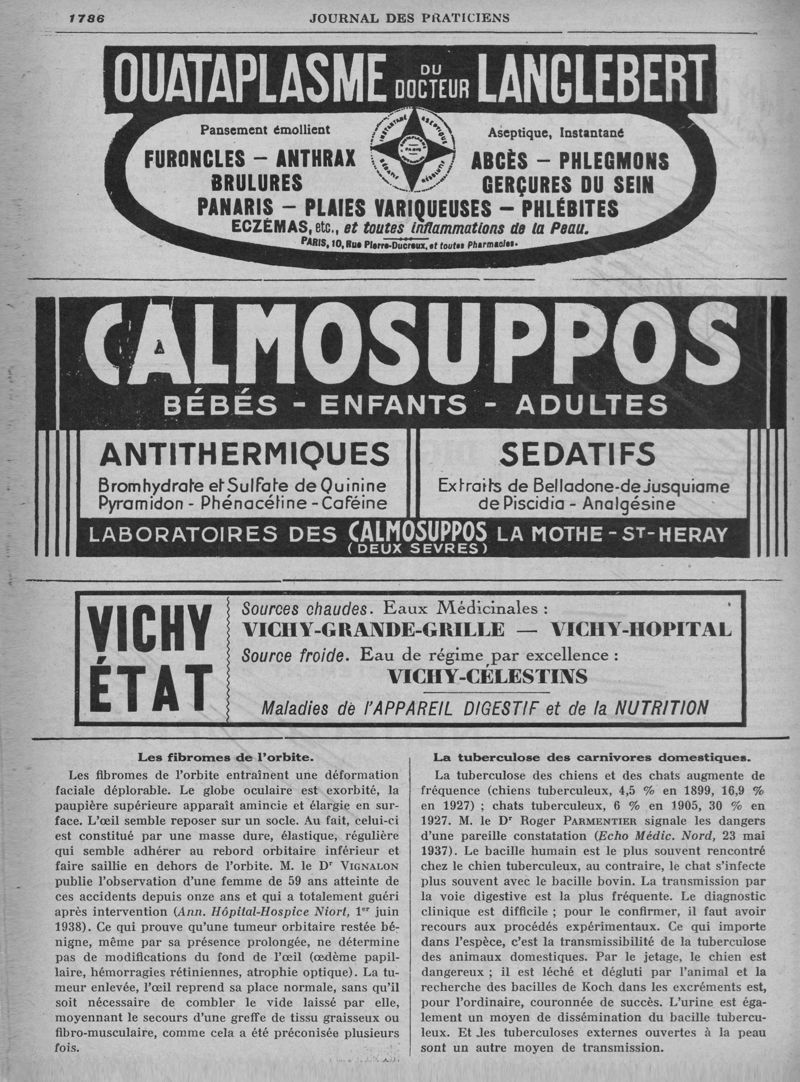 1786
JOURNAL DES PRATICIENS
OUATAPLASME DU DOCTEUR LANGLEBERT
Pansement émollient
Aseptique, Instantané
FURONCLES – ANTHRAX
BRULURES
ABCÈS – PHLEGMONS
GERÇURES DU SEIN
PANARIS – PLAIES VARIQUEUSES – PHLÉBITES
ECZÉMAS, etc., et toutes inflammations de la Peau.
PARIS, 10, Rue Pierre-Ducreux, et toutes Pharmacies.
CALMOSUPPOS
BÉBÉS - ENFANTS - ADULTES
ANTITHERMIQUES
Bromhydrate et Sulfate de Quinine
Pyramidon - Phénacétine - Caféine
SEDATIFS
Extraits de Belladone-de Jusquiame
de Piscidia - Analgésine
LABORATOIRES DES CALMOSUPPOS LA MOTHE-ST-HERAY
(DEUX SEVRES)
VICHY
ÉTAT
Sources chaudes. Eaux Médicinales :
VICHY-GRANDE-GRILLE — VICHY-HOPITAL
Source froide. Eau de régime par excellence :
VICHY-CÉLESTINS
Maladies de l'APPAREIL DIGESTIF et de la NUTRITION
Les fibromes de l'orbite.
Les fibromes de l'orbite entraînent une déformation
faciale déplorable. Le globe oculaire est exorbité, la
paupière supérieure apparaît amincie et élargie en sur-
face. L'œil semble reposer sur un socle. Au fait, celui-ci
est constitué par une masse dure, élastique, régulière
qui semble adhérer au rebord orbitaire inférieur et
faire saillie en dehors de l'orbite. M. le Dr VIGNALON
publie l'observation d'une femme de 59 ans atteinte de
ces accidents depuis onze ans et qui a totalement guéri
après intervention (Ann. Hôpital-Hospice Niort, 1er juin
1938). Ce qui prouve qu'une tumeur orbitaire restée bé-
nigne, même par sa présence prolongée, ne détermine
pas de modifications du fond de l'œil (œdème papil-
laire, hémorragies rétiniennes, atrophie optique). La tu-
meur enlevée, l'œil reprend sa place normale, sans qu'il
soit nécessaire de combler le vide laissé par elle,
moyennant le secours d'une greffe de tissu graisseux ou
fibro-musculaire, comme cela a été préconisé plusieurs
fois.
La tuberculose des carnivores domestiques.
La tuberculose des chiens et des chats augmente de
fréquence (chiens tuberculeux, 4,5 % en 1899, 16,9 %
en 1927) ; chats tuberculeux, 6 % en 1905, 30 % en
1927. M. le Dr Roger PARMENTIER signale les dangers
d'une pareille constatation (Echo Médic. Nord, 23 mai
1937). Le bacille humain est le plus souvent rencontré
chez le chien tuberculeux, au contraire, le chat s'infecte
plus souvent avec le bacille bovin. La transmission par
la voie digestive est la plus fréquente. Le diagnostic
clinique est difficile ; pour le confirmer, il faut avoir
recours aux procédés expérimentaux. Ce qui importe
dans l'espèce, c'est la transmissibilité de la tuberculose
des animaux domestiques. Par le jetage, le chien est
dangereux ; il est léché et dégluti par l'animal et la
recherche des bacilles de Koch dans les excréments est,
pour l'ordinaire, couronnée de succès. L'urine est éga-
lement un moyen de dissémination du bacille tubercu-
leux. Et les tuberculoses externes ouvertes à la peau
sont un autre moyen de transmission.